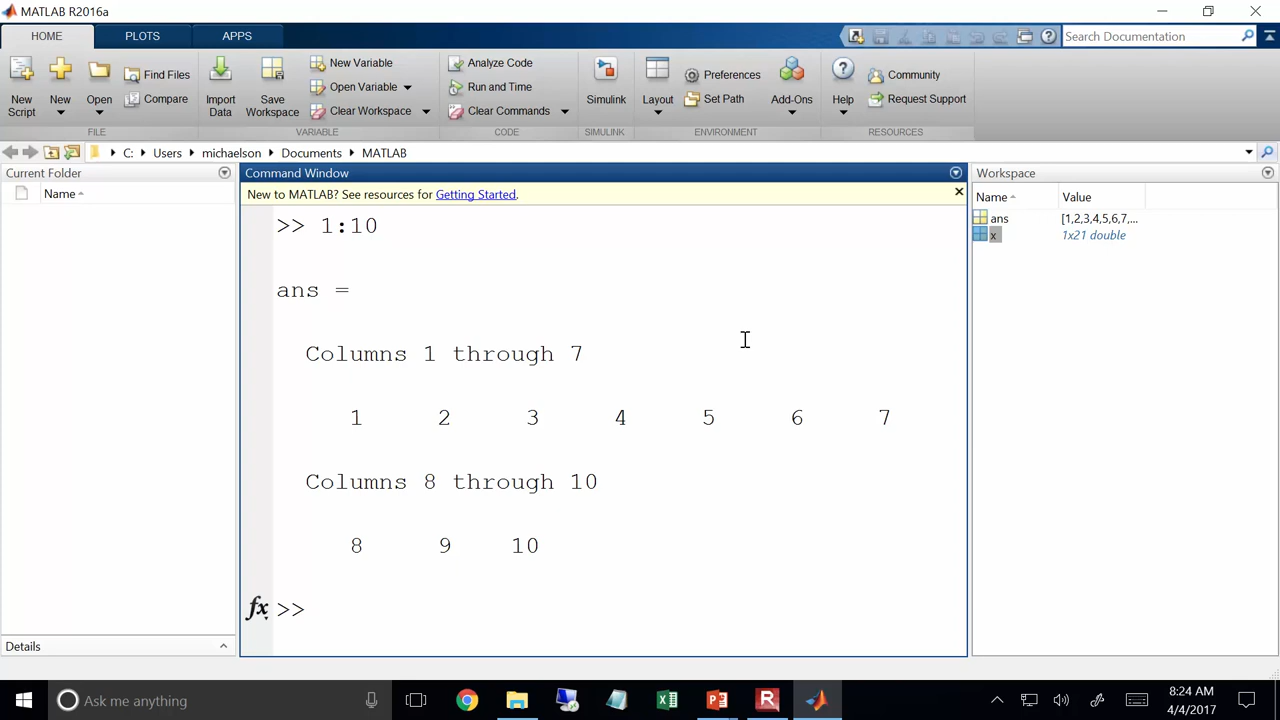 MATLAB R2016a
HOME PLOTS APPS
Search Documentation
New Script
New
Open
Find Files
Compare
FILE
Import Data
Save Workspace
New Variable
Open Variable
Clear Workspace
VARIABLE
Analyze Code
Run and Time
Clear Commands
CODE
Simulink
SIMULINK
Layout
Preferences
Set Path
Add-Ons
ENVIRONMENT
Help
Community
Request Support
RESOURCES
C: Users michaelson Documents MATLAB
Current Folder
Name
Details
Command Window
New to MATLAB? See resources for Getting Started.
>> 1:10
ans =
Columns 1 through 7
1 2 3 4 5 6 7
Columns 8 through 10
8 9 10
fx >>
Workspace
Name Value
ans [1,2,3,4,5,6,7,...
x 1x21 double
Ask me anything
8:24 AM
4/4/2017